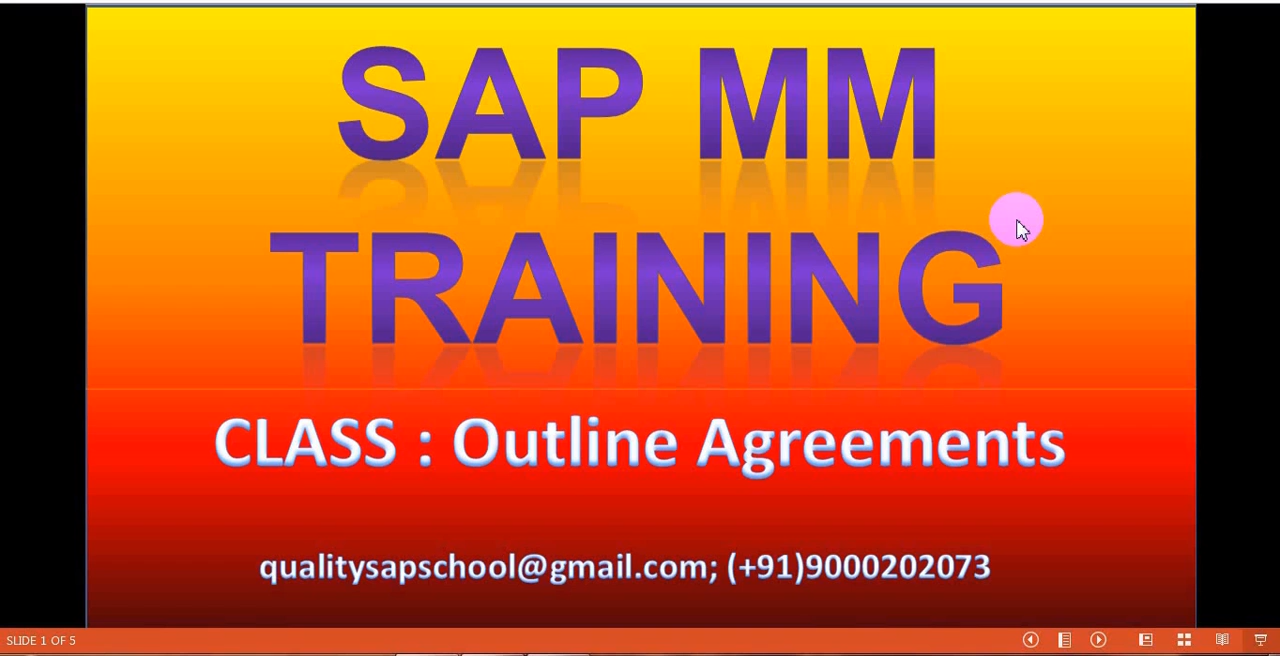 SAP MM
TRAINING
CLASS : Outline Agreements
qualitysapschool@gmail.com; (+91)9000202073
SLIDE 1 OF 5